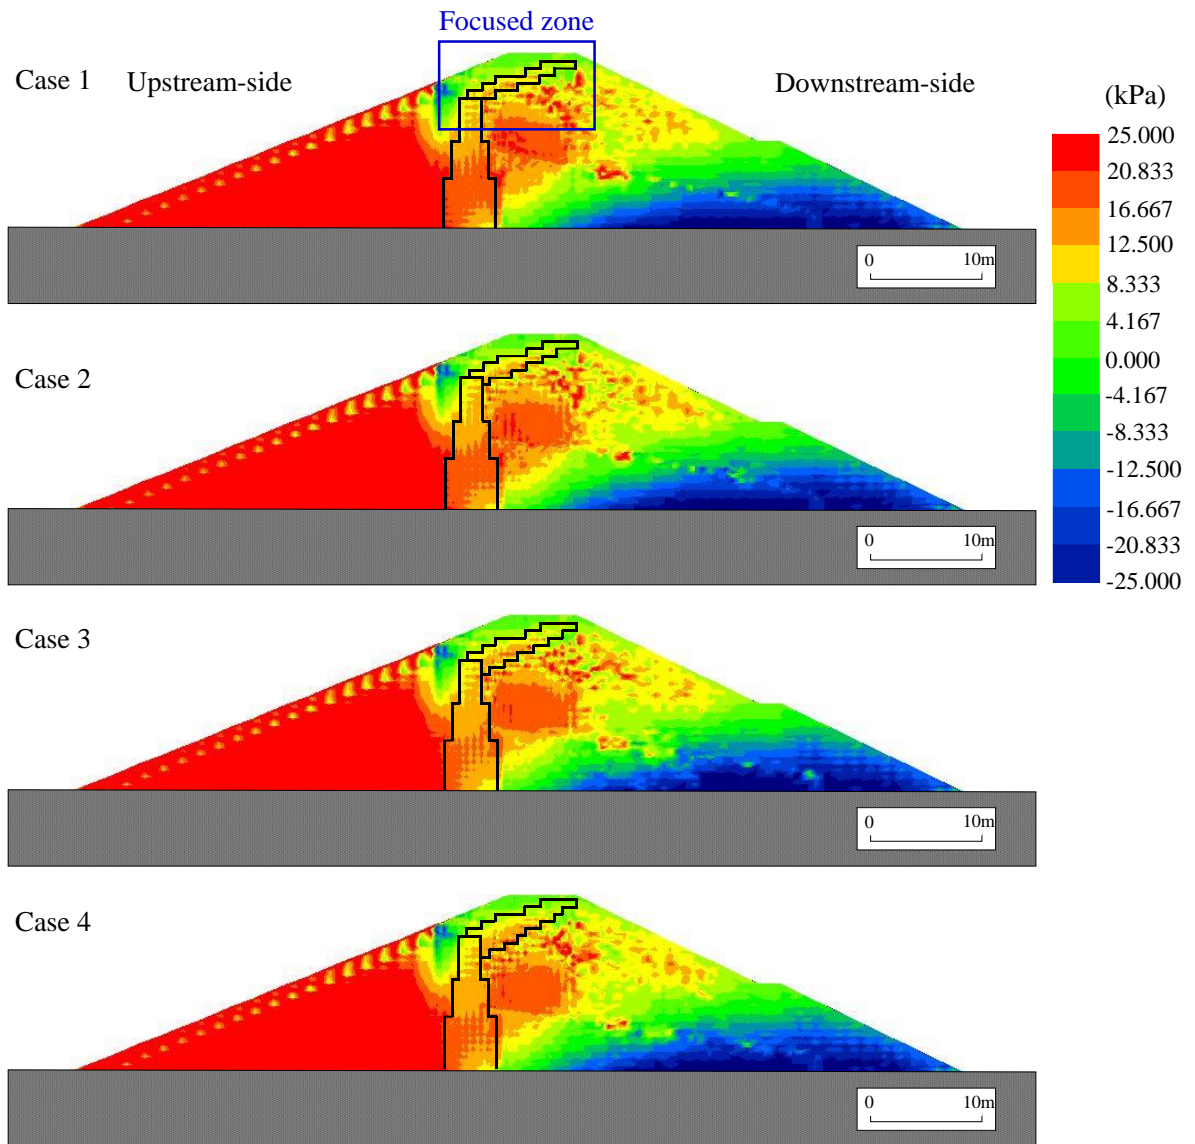 Focused zone
Case 1
Upstream-side
Downstream-side
(kPa)
25.000
20.833
16.667
12.500
8.333
4.167
0.000
-4.167
-8.333
-12.500
-16.667
-20.833
-25.000
0 10m
Case 2
0 10m
Case 3
0 10m
Case 4
0 10m